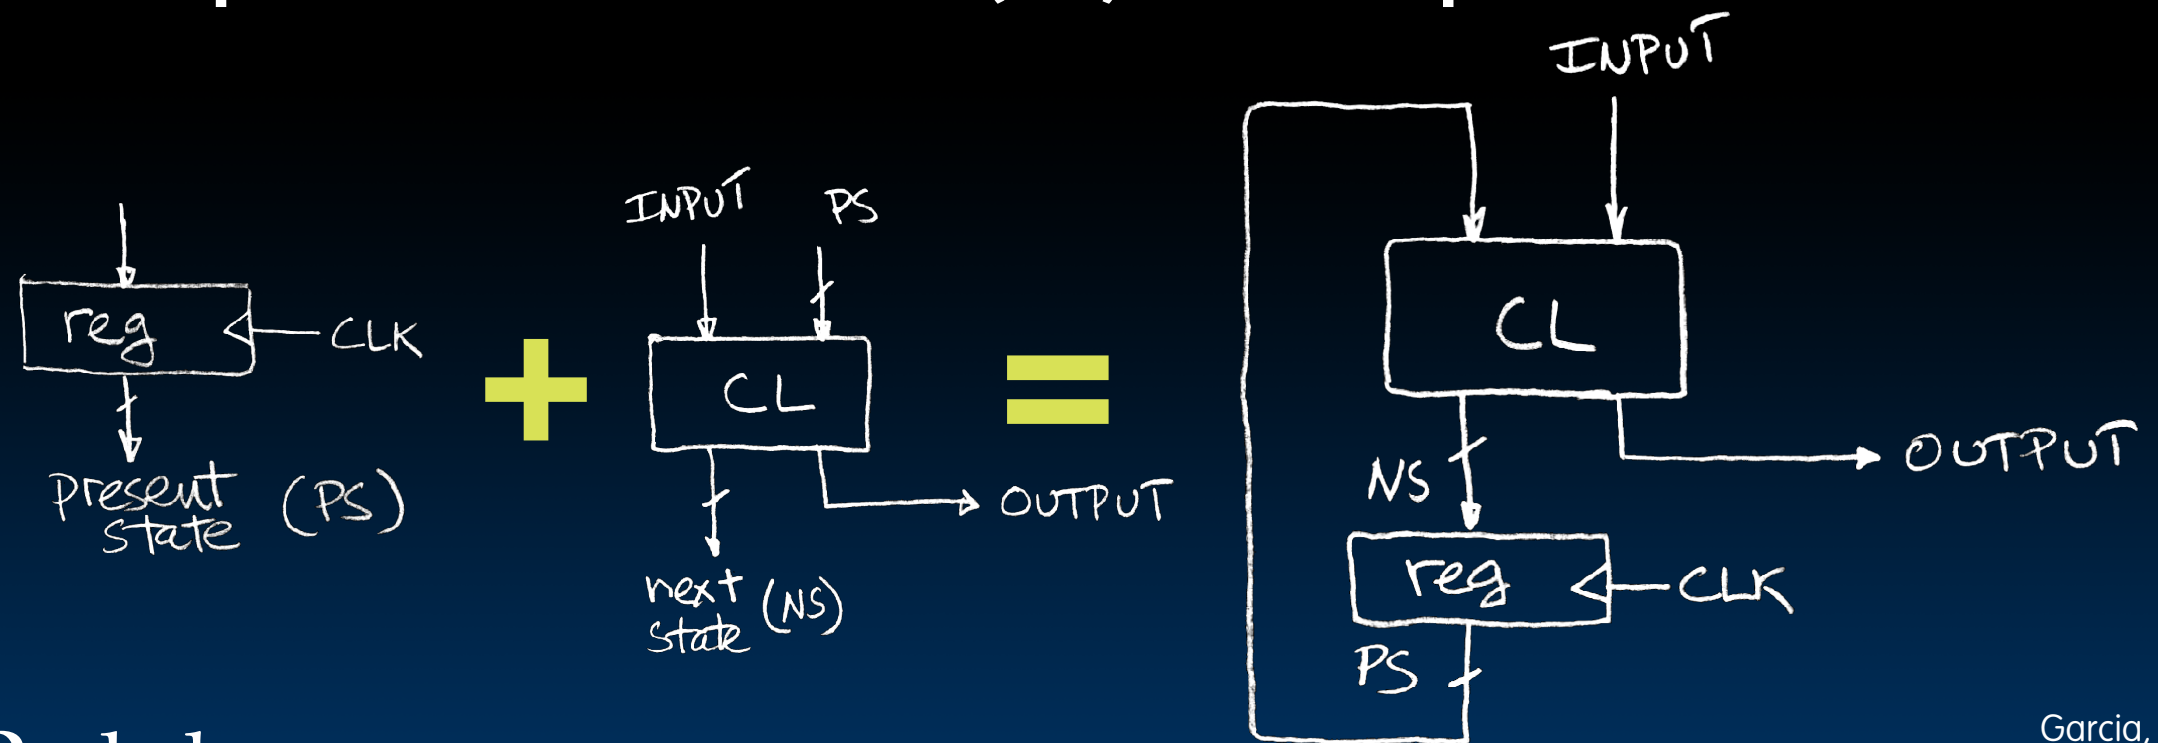 reg
CLK
present
state (PS)
+
INPUT PS
CL
OUTPUT
next
state (NS)
=
INPUT
CL
OUTPUT
NS
reg
CLK
PS
Garcia,